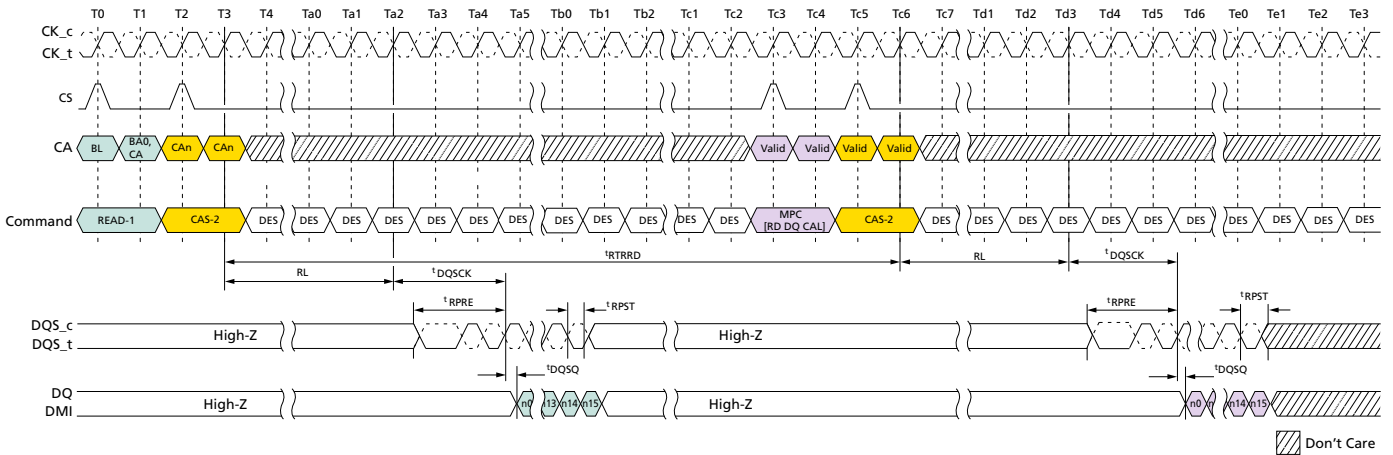 T0 T1 T2 T3 T4 Ta0 Ta1 Ta2 Ta3 Ta4 Ta5 Tb0 Tb1 Tb2 Tc1 Tc2 Tc3 Tc4 Tc5 Tc6 Tc7 Td1 Td2 Td3 Td4 Td5 Td6 Te0 Te1 Te2 Te3
CK_c
CK_t
CS
CA BL BA0, CA CAn CAn Valid Valid Valid Valid
Command READ-1 CAS-2 DES DES DES DES DES DES DES DES DES DES DES DES MPC [RD DQ CAL] CAS-2 DES DES DES DES DES DES DES DES DES DES DES
tRTRRD
RL tDQSCK RL tDQSCK
tRPRE tRPST tRPRE tRPST
DQS_c
DQS_t
High-Z High-Z
tDQSQ tDQSQ
DQ
DMI
High-Z n0 n13 n14 n15 High-Z n0 n n14 n15
Don't Care